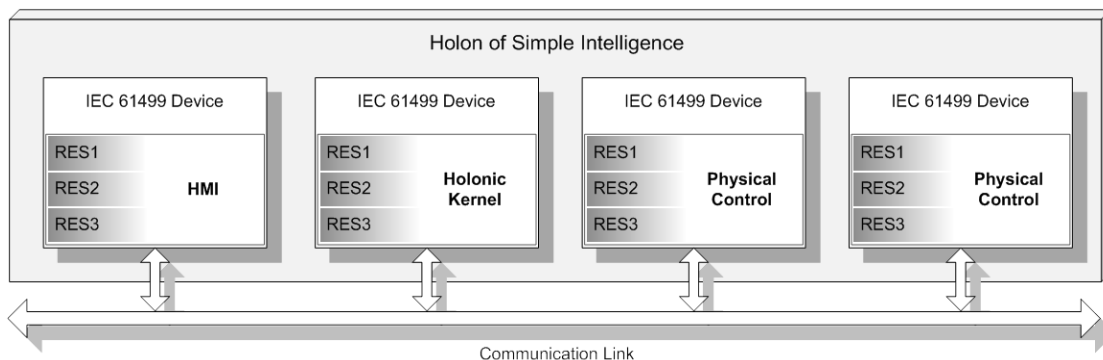 Holon of Simple Intelligence
IEC 61499 Device
RES1
RES2
RES3
HMI
IEC 61499 Device
RES1
RES2
RES3
Holonic
Kernel
IEC 61499 Device
RES1
RES2
RES3
Physical
Control
IEC 61499 Device
RES1
RES2
RES3
Physical
Control
Communication Link